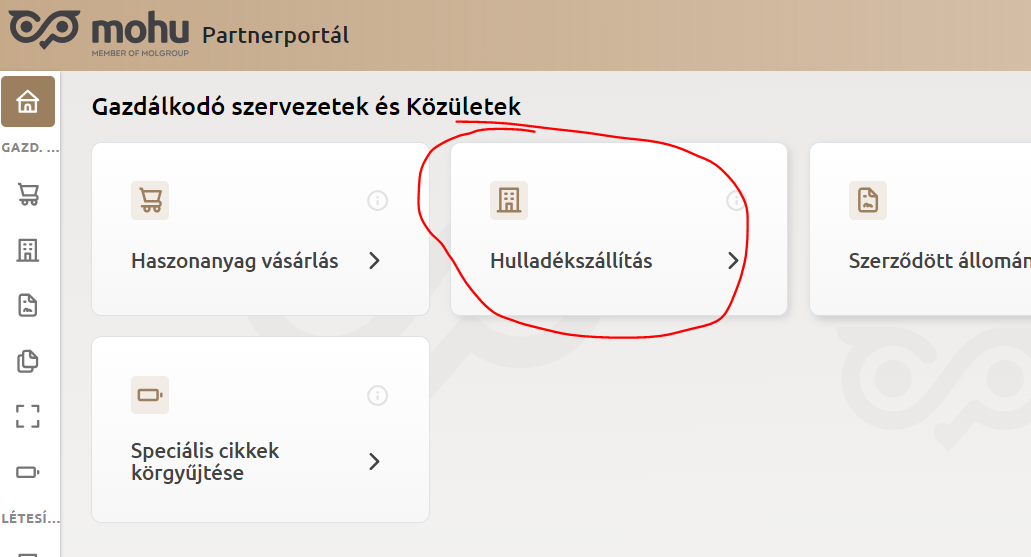 mohu
MEMBER OF MOLGROUP
Partnerportál
Gazdálkodó szervezetek és Közületek
GAZD. ...
Haszonanyag vásárlás
Hulladékszállítás
Szerződött állomán
Speciális cikkek
körgyűjtése
LÉTESÍ...